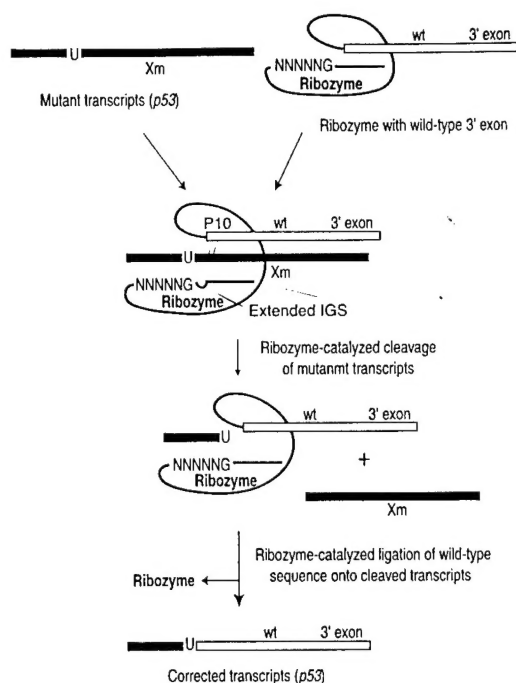 wt 3' exon
U
Xm
NNNNNG
Ribozyme
Mutant transcripts (p53)
Ribozyme with wild-type 3' exon
P10 wt 3' exon
U
Xm
NNNNNG
Ribozyme
Extended IGS
Ribozyme-catalyzed cleavage
of mutanmt transcripts
wt 3' exon
U
NNNNNG
Ribozyme
+
Xm
Ribozyme-catalyzed ligation of wild-type
sequence onto cleaved transcripts
Ribozyme
wt 3' exon
U
Corrected transcripts (p53)